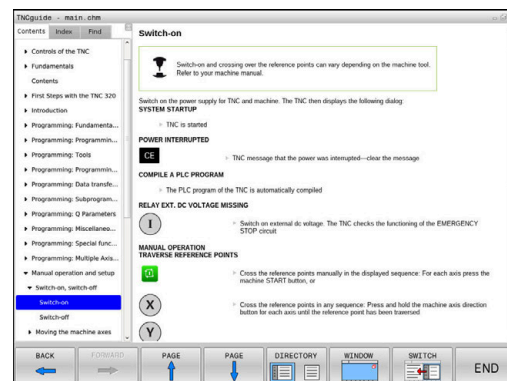 TNCguide - main.chm
Contents Index Find
Controls of the TNC
Fundamentals
Contents
First Steps with the TNC 320
Introduction
Programming: Fundamenta...
Programming: Programmin...
Programming: Tools
Programming: Programmin...
Programming: Data transfe...
Programming: Subprogram...
Programming: Q Parameters
Programming: Miscellaneo...
Programming: Special func...
Programming: Multiple Axis...
Manual operation and setup
Switch-on, switch-off
Switch-on
Switch-off
Moving the machine axes
Switch-on
Switch-on and crossing over the reference points can vary depending on the machine tool.
Refer to your machine manual.
Switch on the power supply for TNC and machine. The TNC then displays the following dialog:
SYSTEM STARTUP
TNC is started
POWER INTERRUPTED
CE
TNC message that the power was interrupted—clear the message
COMPILE A PLC PROGRAM
The PLC program of the TNC is automatically compiled
RELAY EXT. DC VOLTAGE MISSING
I
Switch on external dc voltage. The TNC checks the functioning of the EMERGENCY
STOP circuit
MANUAL OPERATION
TRAVERSE REFERENCE POINTS
Cross the reference points manually in the displayed sequence: For each axis press the
machine START button, or
X
Cross the reference points in any sequence: Press and hold the machine axis direction
button for each axis until the reference point has been traversed
Y
BACK
FORWARD
PAGE
PAGE
DIRECTORY
WINDOW
SWITCH
END